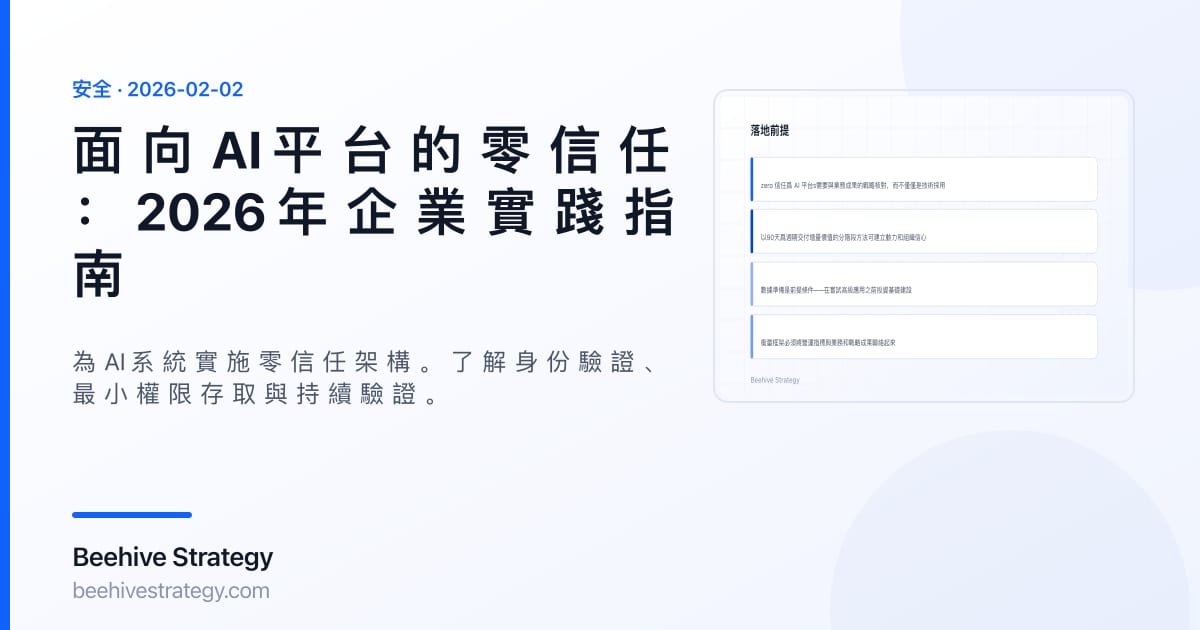 安全 · 2026-02-02
面向AI平台的零信任
：2026年企業實踐指
南
為AI系統實施零信任架構。了解身份驗證、
最小權限存取與持續驗證。
Beehive Strategy
beehivestrategy.com
落地前提
zero 信任爲 AI 平台s需要與業務成果的戰略核對，而不僅僅是技術採用
以90天爲週期交付增量價值的分階段方法可建立動力和組織信心
數據準備是前提條件——在嘗試高級應用之前投資基礎建設
衡量框架必須將營運指標與業務和戰略成果聯絡起來
Beehive Strategy